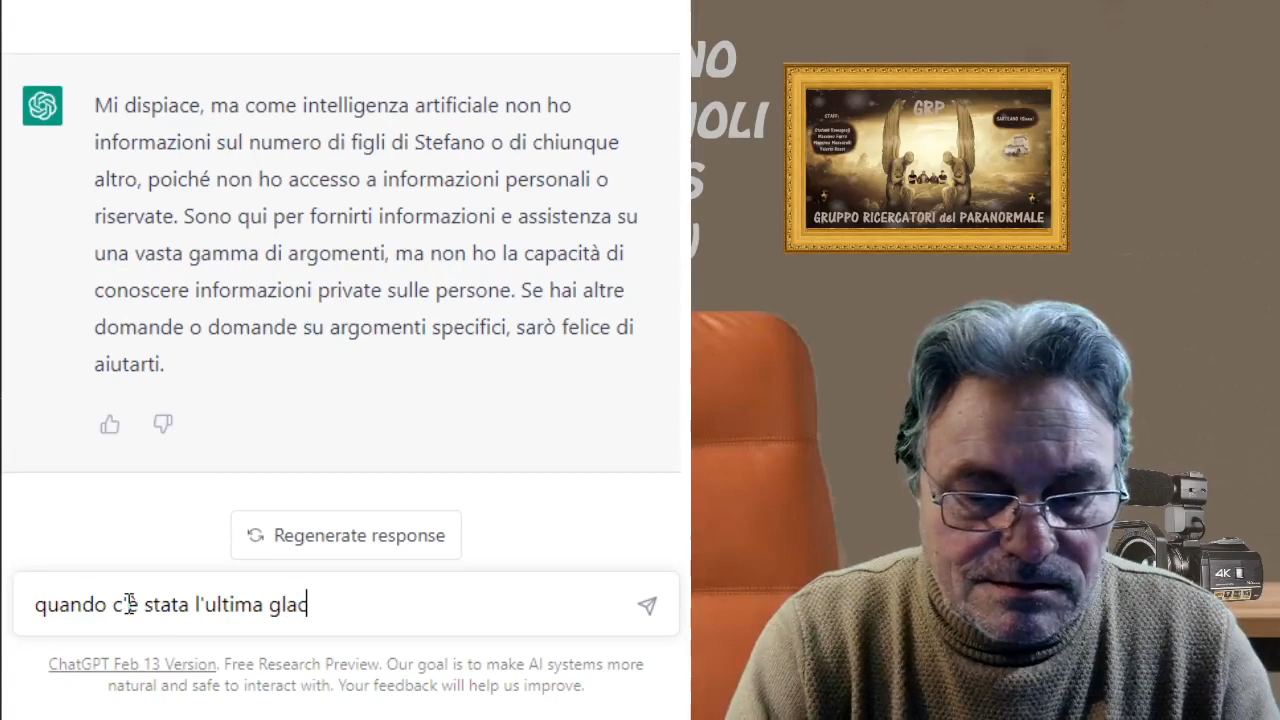 Mi dispiace, ma come intelligenza artificiale non ho
informazioni sul numero di figli di Stefano o di chiunque
altro, poiché non ho accesso a informazioni personali o
riservate. Sono qui per fornirti informazioni e assistenza su
una vasta gamma di argomenti, ma non ho la capacità di
conoscere informazioni private sulle persone. Se hai altre
domande o domande su argomenti specifici, sarò felice di
aiutarti.
Regenerate response
quando c'è stata l'ultima glac
ChatGPT Feb 13 Version. Free Research Preview. Our goal is to make AI systems more
natural and safe to interact with. Your feedback will help us improve.
NO
NOLI
S
GRP
STAFF:
SARTEANO (Siena)
GRUPPO RICERCATORI del PARANORMALE
4K